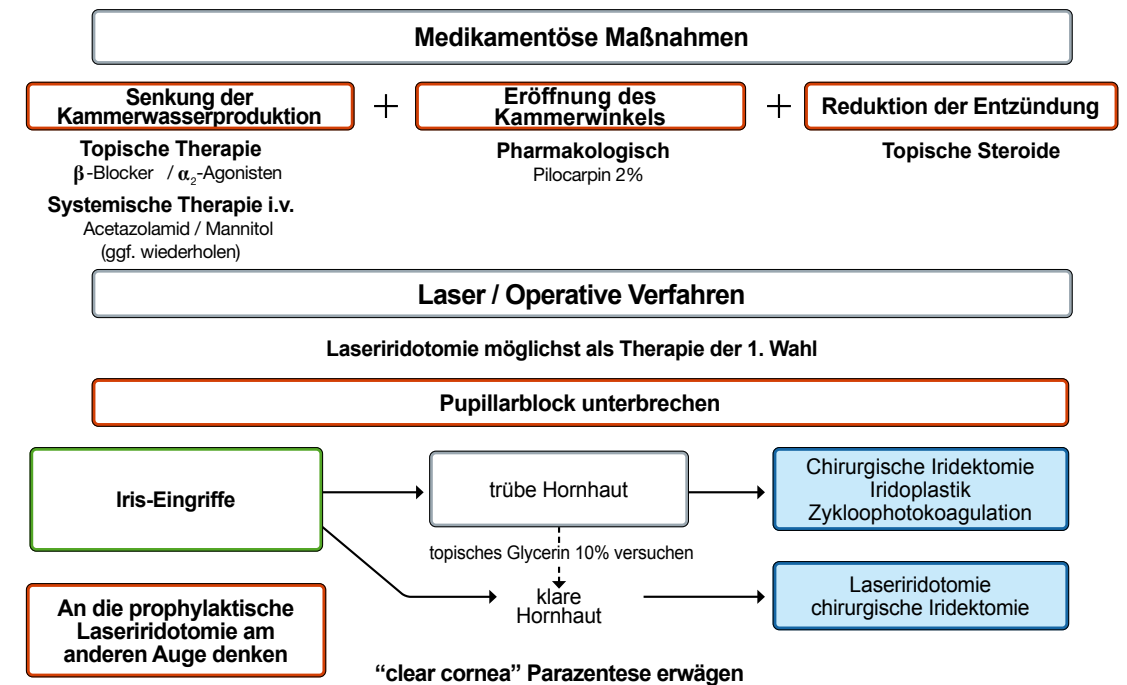 Medikamentöse Maßnahmen
Senkung der
Kammerwasserproduktion
+
Eröffnung des
Kammerwinkels
+
Reduktion der Entzündung
Topische Therapie
β-Blocker / α₂-Agonisten
Systemische Therapie i.v.
Acetazolamid / Mannitol
(ggf. wiederholen)
Pharmakologisch
Pilocarpin 2%
Topische Steroide
Laser / Operative Verfahren
Laseriridotomie möglichst als Therapie der 1. Wahl
Pupillarblock unterbrechen
Iris-Eingriffe
trübe Hornhaut
Chirurgische Iridektomie
Iridoplastik
Zykloophotokoagulation
topisches Glycerin 10% versuchen
klare
Hornhaut
Laseriridotomie
chirurgische Iridektomie
An die prophylaktische
Laseriridotomie am
anderen Auge denken
“clear cornea” Parazentese erwägen